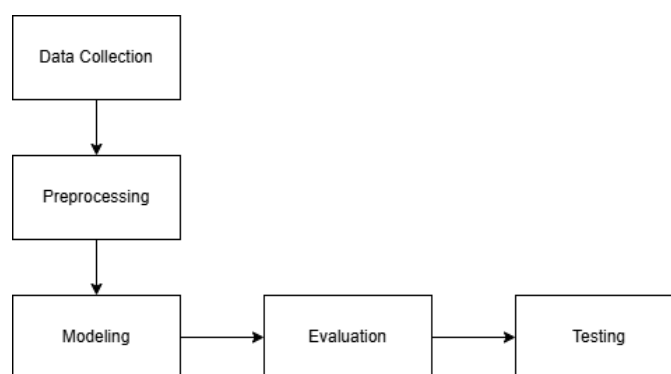 Data Collection
Preprocessing
Modeling
Evaluation
Testing